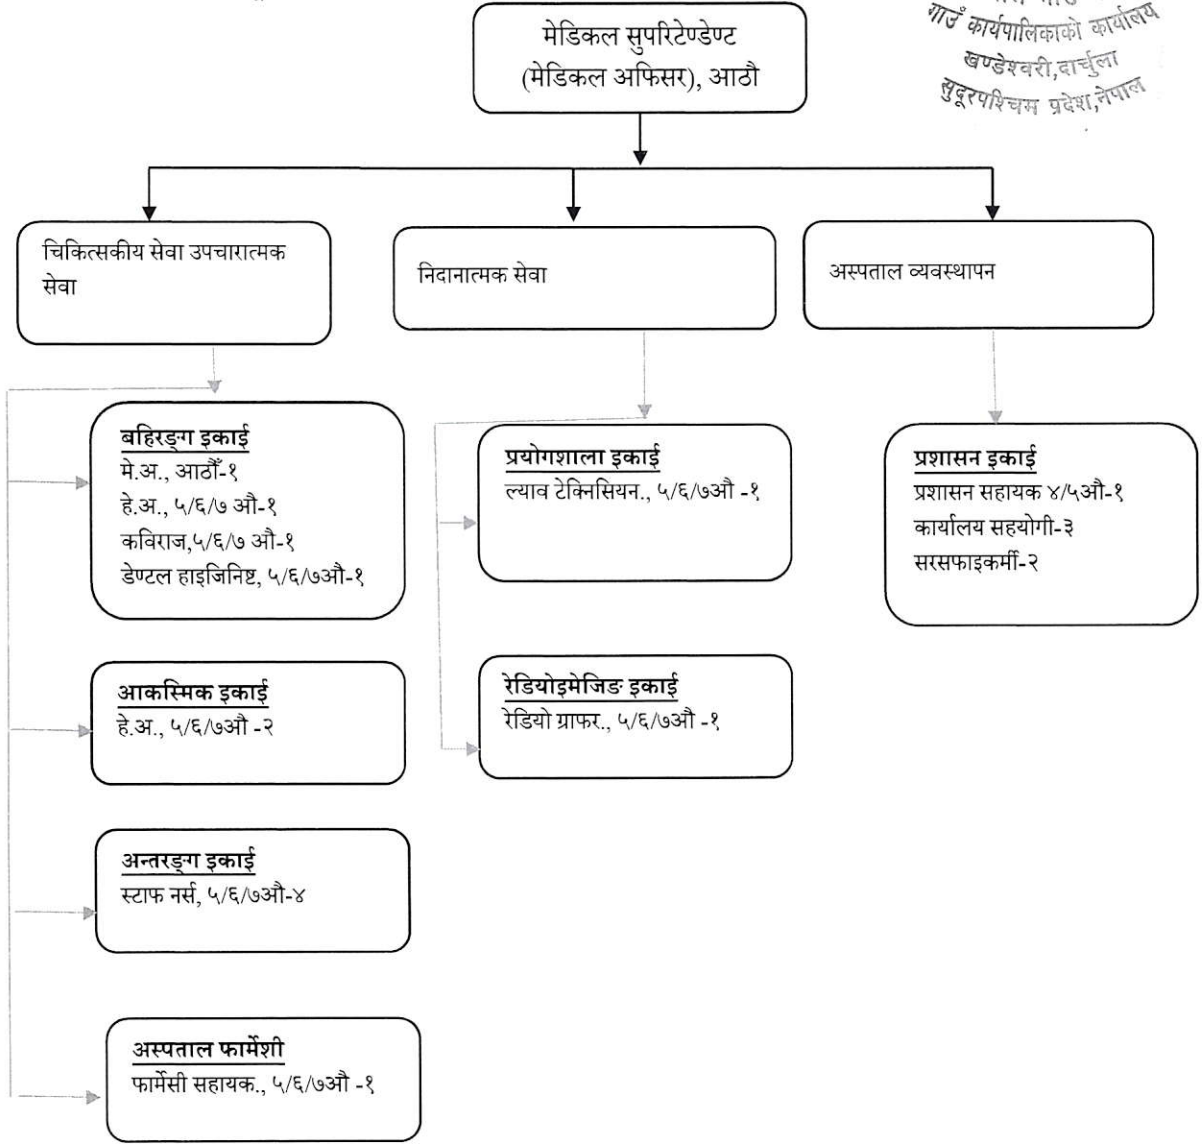 मेडिकल सुपरिटेण्डेण्ट
(मेडिकल अफिसर), आठौ
गाउँ कार्यपालिकाको कार्यालय
खण्डेश्वरी,दार्चुला
सुदूरपश्चिम प्रदेश,नेपाल
चिकित्सकीय सेवा उपचारात्मक
सेवा
निदानात्मक सेवा
अस्पताल व्यवस्थापन
बहिरङ्ग इकाई
मे.अ., आठौँ-१
हे.अ., ५/६/७ औ-१
कविराज,५/६/७ औ-१
डेण्टल हाइजिनिष्ट, ५/६/७औ-१
आकस्मिक इकाई
हे.अ., ५/६/७औ -२
अन्तरङ्ग इकाई
स्टाफ नर्स, ५/६/७औ-४
अस्पताल फार्मेशी
फार्मेसी सहायक., ५/६/७औ -१
प्रयोगशाला इकाई
ल्याव टेक्निसियन., ५/६/७औ -१
रेडियोइमेजिङ इकाई
रेडियो ग्राफर., ५/६/७औ -१
प्रशासन इकाई
प्रशासन सहायक ४/५औ-१
कार्यालय सहयोगी-३
सरसफाइकर्मी-२